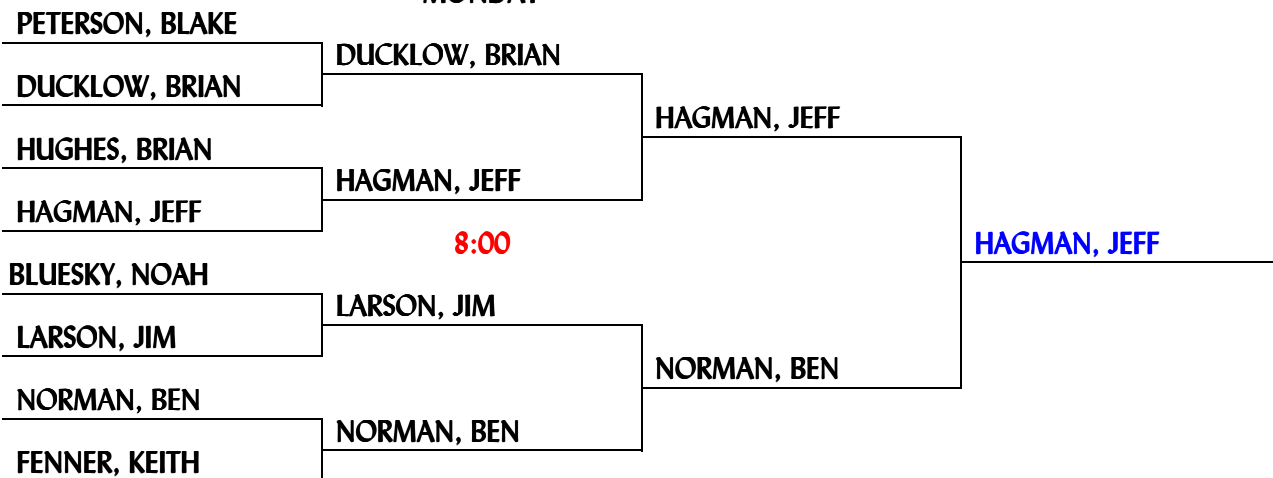 MONDAY
PETERSON, BLAKE
DUCKLOW, BRIAN
DUCKLOW, BRIAN
HAGMAN, JEFF
HUGHES, BRIAN
HAGMAN, JEFF
HAGMAN, JEFF
8:00
HAGMAN, JEFF
BLUESKY, NOAH
LARSON, JIM
LARSON, JIM
NORMAN, BEN
NORMAN, BEN
NORMAN, BEN
FENNER, KEITH